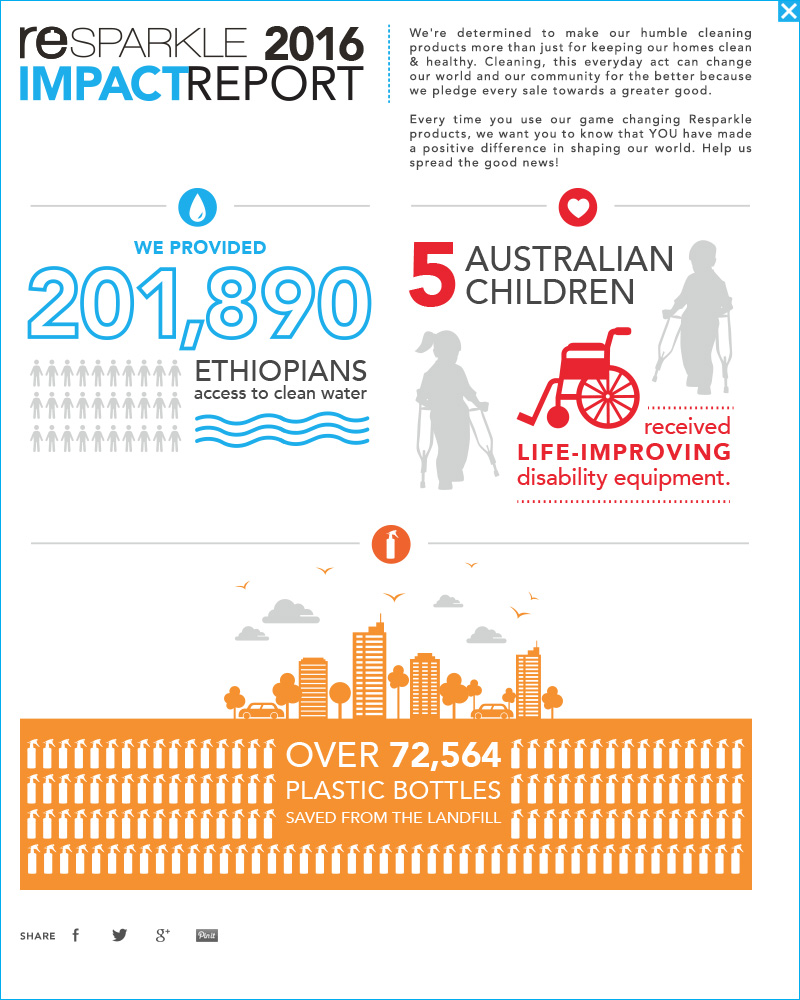 reSPARKLE 2016
IMPACTREPORT
We're determined to make our humble cleaning
products more than just for keeping our homes clean
& healthy. Cleaning, this everyday act can change
our world and our community for the better because
we pledge every sale towards a greater good.
Every time you use our game changing Resparkle
products, we want you to know that YOU have made
a positive difference in shaping our world. Help us
spread the good news!
WE PROVIDED
201,890
ETHIOPIANS
access to clean water
5 AUSTRALIAN
CHILDREN
received
LIFE-IMPROVING
disability equipment.
OVER 72,564
PLASTIC BOTTLES
SAVED FROM THE LANDFILL
SHARE f g+ Pin it